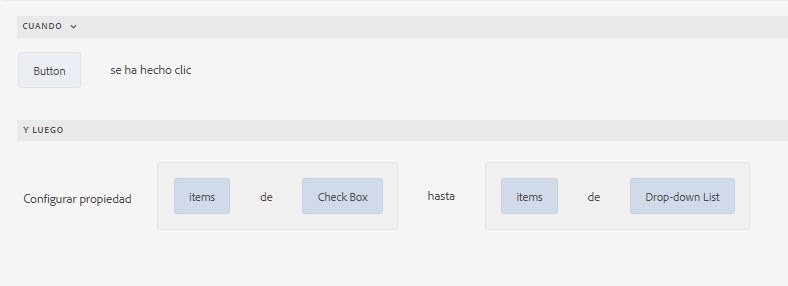 CUANDO
Button se ha hecho clic
Y LUEGO
Configurar propiedad items de Check Box hasta items de Drop-down List